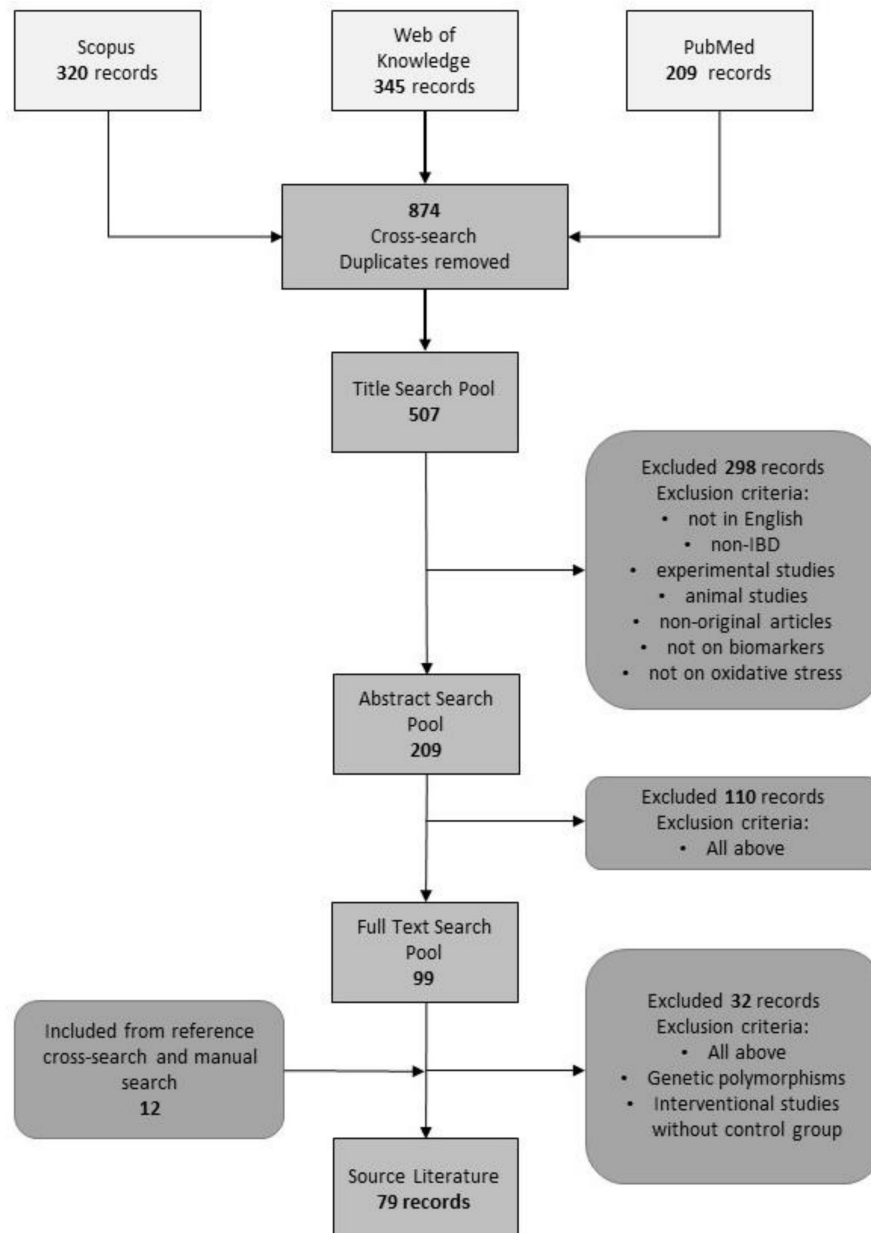 Scopus
320 records
Web of
Knowledge
345 records
PubMed
209 records
874
Cross-search
Duplicates removed
Title Search Pool
507
Excluded 298 records
Exclusion criteria:
• not in English
• non-IBD
• experimental studies
• animal studies
• non-original articles
• not on biomarkers
• not on oxidative stress
Abstract Search
Pool
209
Excluded 110 records
Exclusion criteria:
• All above
Full Text Search
Pool
99
Included from reference
cross-search and manual
search
12
Excluded 32 records
Exclusion criteria:
• All above
• Genetic polymorphisms
• Interventional studies
without control group
Source Literature
79 records